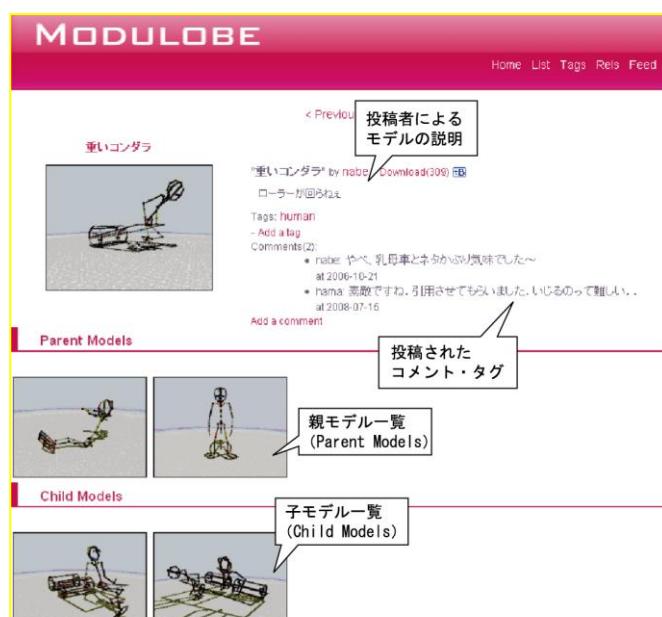 MODULOBE
Home List Tags Rels Feed
< Previou
投稿者による
モデルの説明
重いコンダラ
"重いコンダラ" by nabe Download(309)
ローラーが回らねぇ
Tags: human
- Add a tag
Comments(2):
nabe: やべ、乳母車とネタかぶり気味でした〜
at 2006-10-21
hama: 素敵ですね. 引用させてもらいました. いじるのって難しい. .
at 2008-07-15
Add a comment
投稿された
コメント・タグ
Parent Models
親モデル一覧
(Parent Models)
Child Models
子モデル一覧
(Child Models)